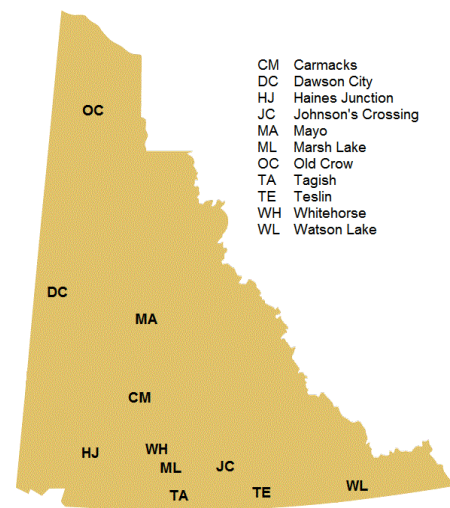 CM Carmacks
DC Dawson City
HJ Haines Junction
JC Johnson's Crossing
MA Mayo
ML Marsh Lake
OC Old Crow
TA Tagish
TE Teslin
WH Whitehorse
WL Watson Lake
OC
DC
MA
CM
HJ
WH
ML
JC
TA
TE
WL